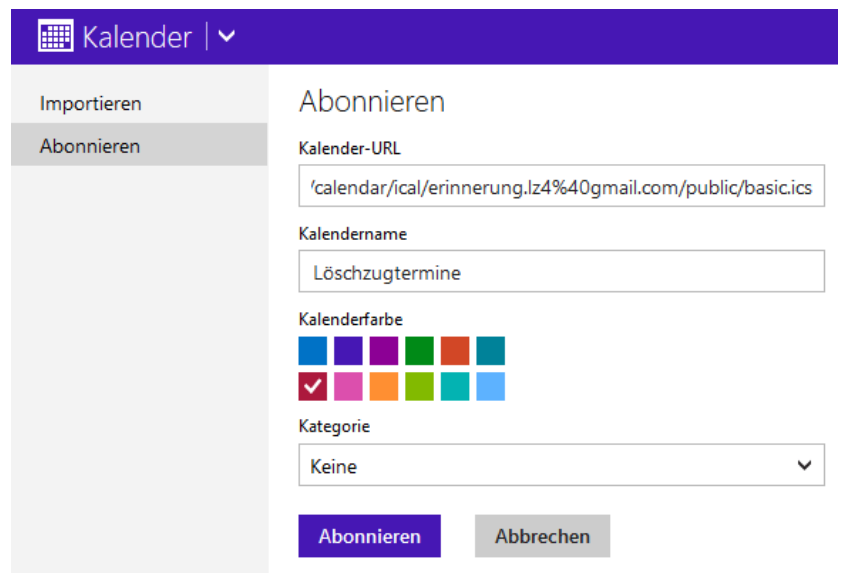 Kalender
Importieren
Abonnieren
Abonnieren
Kalender-URL
/calendar/ical/erinnerung.lz4%40gmail.com/public/basic.ics
Kalendername
Löschzugtermine
Kalenderfarbe
Kategorie
Keine
Abonnieren Abbrechen